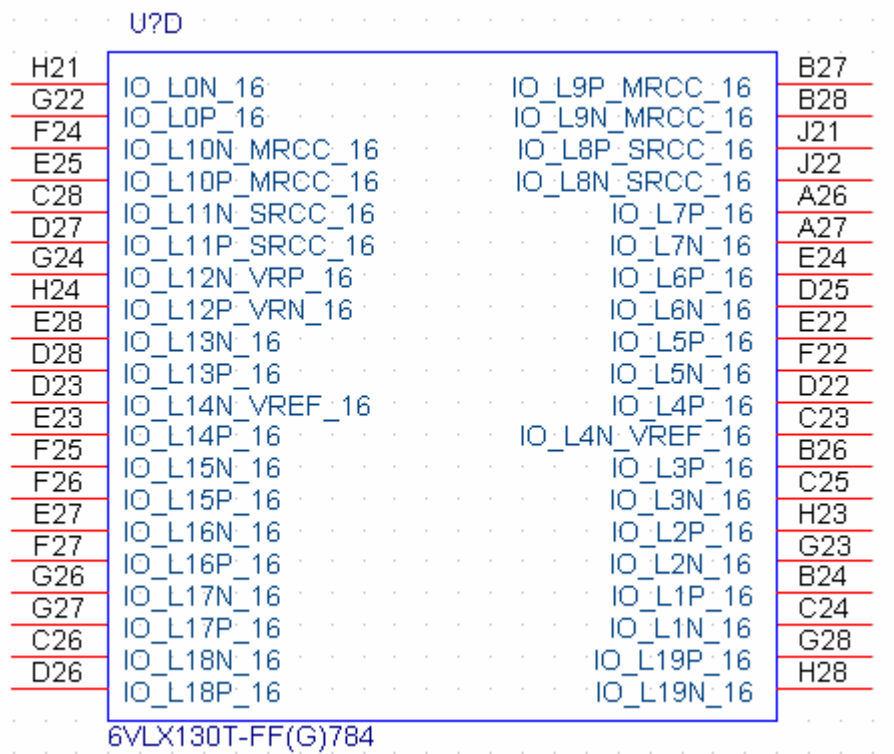 U?D
H21 IO_L0N_16 IO_L9P_MRCC_16 B27
G22 IO_L0P_16 IO_L9N_MRCC_16 B28
F24 IO_L10N_MRCC_16 IO_L8P_SRCC_16 J21
E25 IO_L10P_MRCC_16 IO_L8N_SRCC_16 J22
C28 IO_L11N_SRCC_16 IO_L7P_16 A26
D27 IO_L11P_SRCC_16 IO_L7N_16 A27
G24 IO_L12N_VRP_16 IO_L6P_16 E24
H24 IO_L12P_VRN_16 IO_L6N_16 D25
E28 IO_L13N_16 IO_L5P_16 E22
D28 IO_L13P_16 IO_L5N_16 F22
D23 IO_L14N_VREF_16 IO_L4P_16 D22
E23 IO_L14P_16 IO_L4N_VREF_16 C23
F25 IO_L15N_16 IO_L3P_16 B26
F26 IO_L15P_16 IO_L3N_16 C25
E27 IO_L16N_16 IO_L2P_16 H23
F27 IO_L16P_16 IO_L2N_16 G23
G26 IO_L17N_16 IO_L1P_16 B24
G27 IO_L17P_16 IO_L1N_16 C24
C26 IO_L18N_16 IO_L19P_16 G28
D26 IO_L18P_16 IO_L19N_16 H28
6VLX130T-FF(G)784